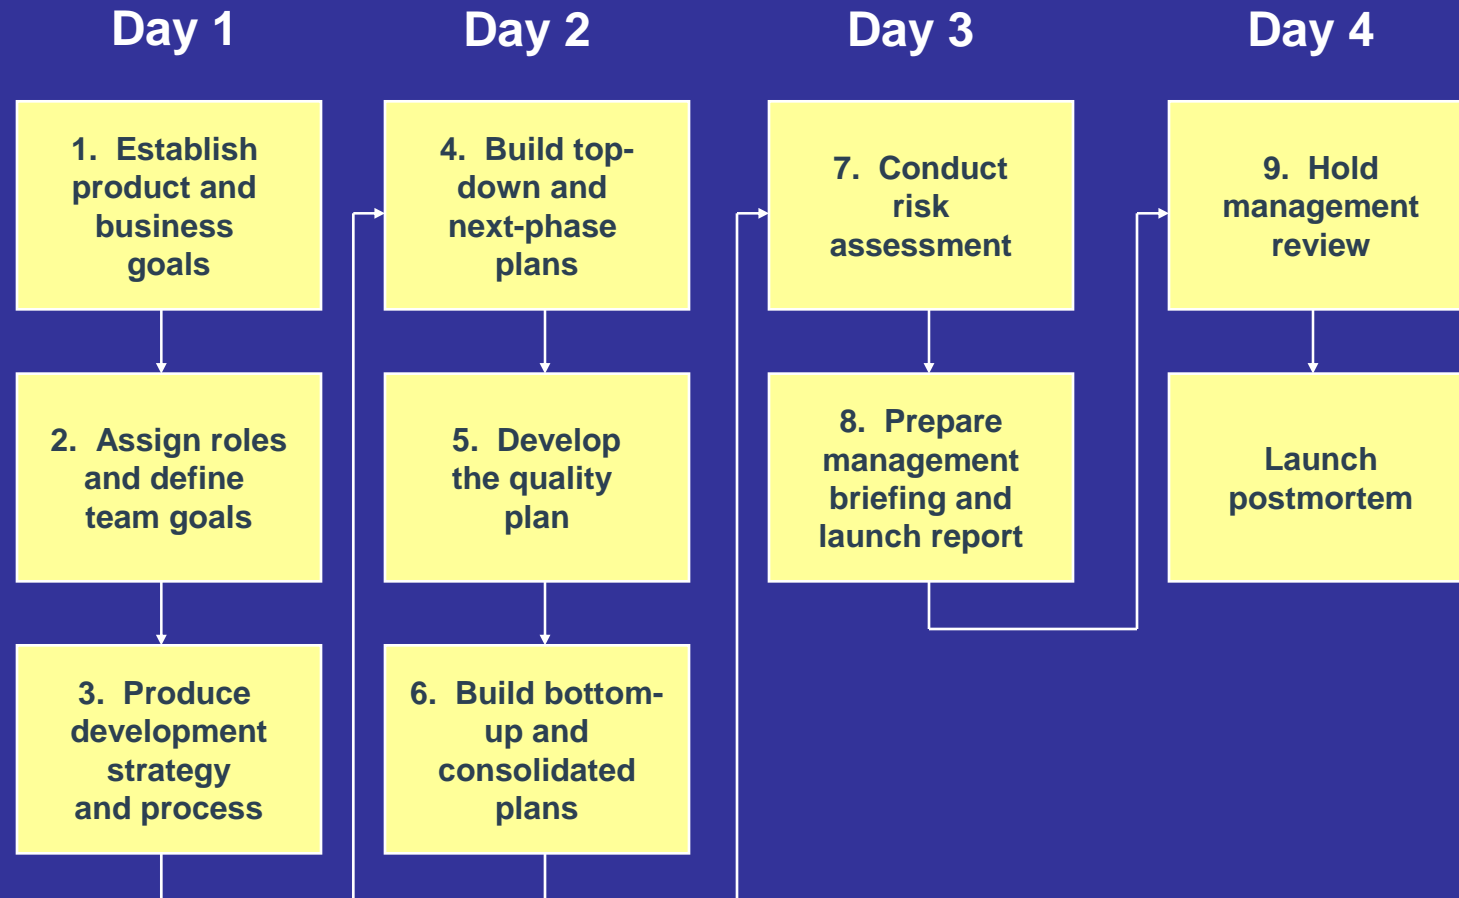 Day 1
1. Establish
product and
business
goals
2. Assign roles
and define
team goals
3. Produce
development
strategy
and process
Day 2
4. Build top-
down and
next-phase
plans
5. Develop
the quality
plan
6. Build bottom-
up and
consolidated
plans
Day 3
7. Conduct
risk
assessment
8. Prepare
management
briefing and
launch report
Day 4
9. Hold
management
review
Launch
postmortem